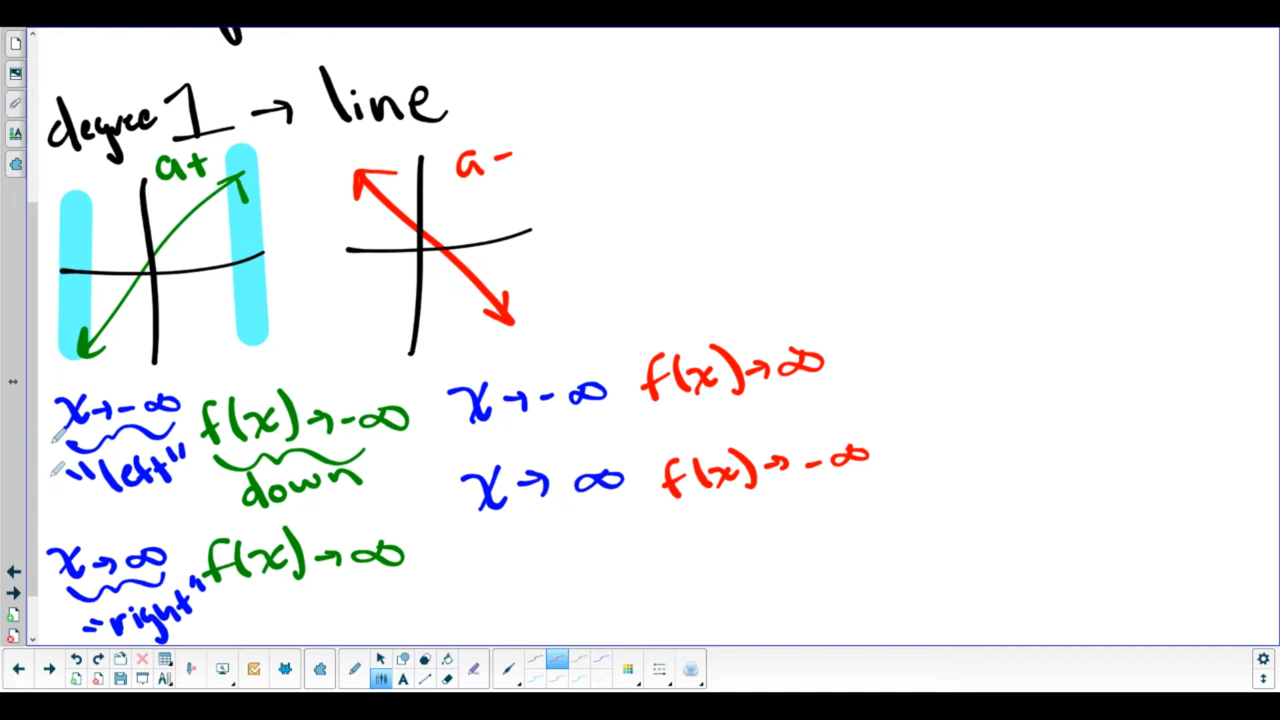 degree 1 → line
a+
a -
x → - ∞ f(x) → - ∞
"left" down
x → ∞ f(x) → ∞
"right"
x → - ∞ f(x) → ∞
x → ∞ f(x) → - ∞